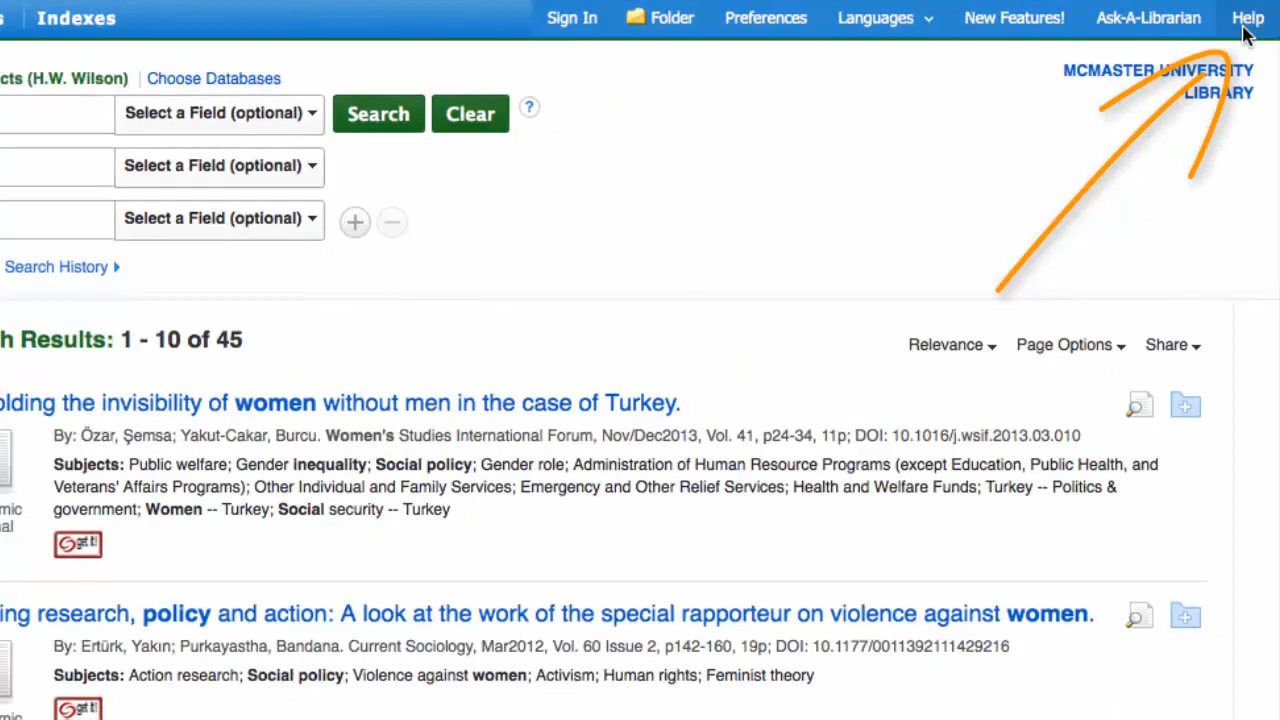 s Indexes Sign In Folder Preferences Languages New Features! Ask-A-Librarian Help
cts (H.W. Wilson) Choose Databases
MCMASTER UNIVERSITY
LIBRARY
Select a Field (optional) Search Clear ?
Select a Field (optional)
Select a Field (optional)
Search History
h Results: 1 - 10 of 45
Relevance Page Options Share
olding the invisibility of women without men in the case of Turkey.
By: Özar, Şemsa; Yakut-Cakar, Burcu. Women's Studies International Forum, Nov/Dec2013, Vol. 41, p24-34, 11p; DOI: 10.1016/j.wsif.2013.03.010
Subjects: Public welfare; Gender inequality; Social policy; Gender role; Administration of Human Resource Programs (except Education, Public Health, and
Veterans' Affairs Programs); Other Individual and Family Services; Emergency and Other Relief Services; Health and Welfare Funds; Turkey -- Politics &
government; Women -- Turkey; Social security -- Turkey
mic
nal
get it!
ing research, policy and action: A look at the work of the special rapporteur on violence against women.
By: Ertürk, Yakın; Purkayastha, Bandana. Current Sociology, Mar2012, Vol. 60 Issue 2, p142-160, 19p; DOI: 10.1177/0011392111429216
Subjects: Action research; Social policy; Violence against women; Activism; Human rights; Feminist theory
mic
get it!